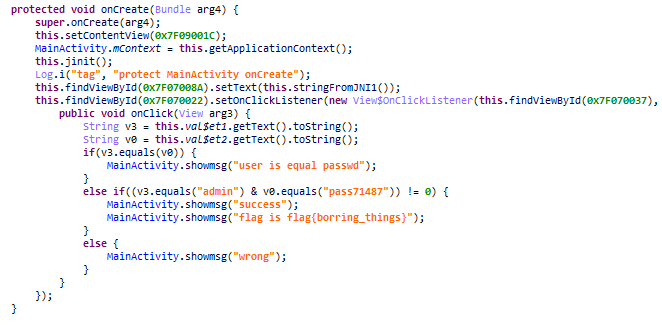 protected void onCreate(Bundle arg4) {
    super.onCreate(arg4);
    this.setContentView(0x7F09001C);
    MainActivity.mContext = this.getApplicationContext();
    this.jinit();
    Log.i("tag", "protect MainActivity onCreate");
    this.findViewById(0x7F07008A).setText(this.stringFromJNI1());
    this.findViewById(0x7F070022).setOnClickListener(new View$OnClickListener(this.findViewById(0x7F070037),
        public void onClick(View arg3) {
            String v3 = this.val$et1.getText().toString();
            String v0 = this.val$et2.getText().toString();
            if(v3.equals(v0)) {
                MainActivity.showmsg("user is equal passwd");
            }
            else if((v3.equals("admin") & v0.equals("pass71487")) != 0) {
                MainActivity.showmsg("success");
                MainActivity.showmsg("flag is flag{borring_things}");
            }
            else {
                MainActivity.showmsg("wrong");
            }
        }
    });
}